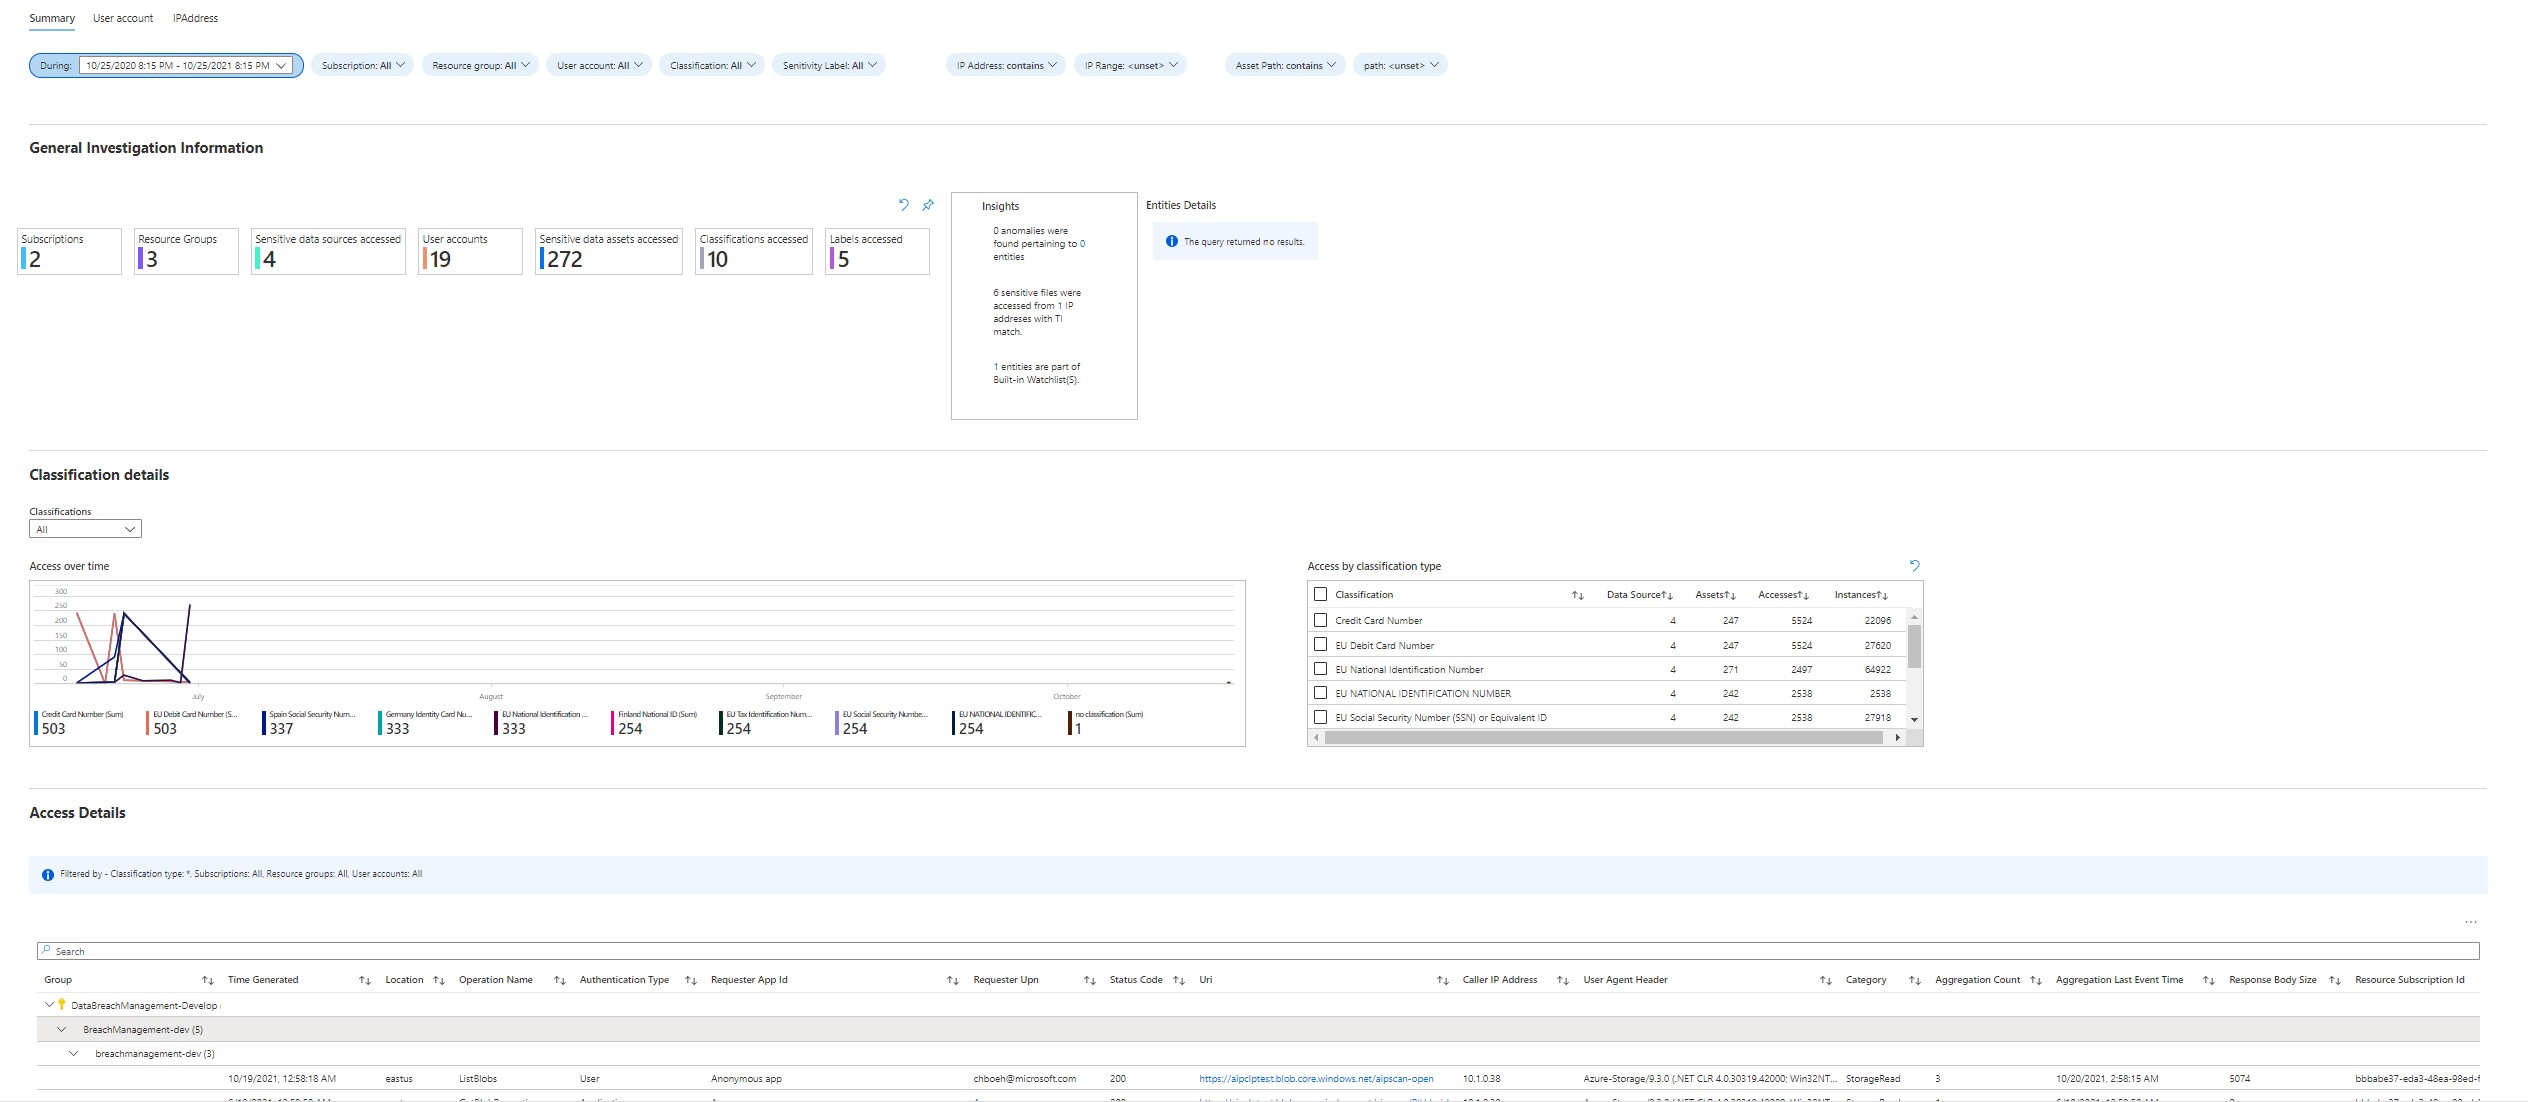 Summary User account IPAddress
During: 10/25/2020 8:15 PM - 10/25/2021 8:15 PM Subscription: All Resource group: All User account: All Classification: All Senitivity Label: All IP Address: contains IP Range: <unset> Asset Path: contains path: <unset>
General Investigation Information
Subscriptions
2
Resource Groups
3
Sensitive data sources accessed
4
User accounts
19
Sensitive data assets accessed
272
Classifications accessed
10
Labels accessed
5
Insights
0 anomalies were
found pertaining to 0
entities
6 sensitive files were
accessed from 1 IP
addreses with TI
match.
1 entities are part of
Built-in Watchlist(S).
Entities Details
The query returned no results.
Classification details
Classifications
All
Access over time
300
250
200
150
100
50
0
July August September October
Credit Card Number (Sum)
503
EU Debit Card Number (S...
503
Spain Social Security Num...
337
Germany Identity Card Nu...
333
EU National Identification ...
333
Finland National ID (Sum)
254
EU Tax Identification Num...
254
EU Social Security Numbe...
254
EU NATIONAL IDENTIFIC...
254
no classification (Sum)
1
Access by classification type
Classification Data Source Assets Accesses Instances
Credit Card Number 4 247 5524 22096
EU Debit Card Number 4 247 5524 27620
EU National Identification Number 4 271 2497 64922
EU NATIONAL IDENTIFICATION NUMBER 4 242 2538 2538
EU Social Security Number (SSN) or Equivalent ID 4 242 2538 27918
Access Details
Filtered by - Classification type: *, Subscriptions: All, Resource groups: All, User accounts: All
...
Search
Group Time Generated Location Operation Name Authentication Type Requester App Id Requester Upn Status Code Uri Caller IP Address User Agent Header Category Aggregation Count Aggregation Last Event Time Response Body Size Resource Subscription Id
DataBreachManagement-Develop
BreachManagement-dev (5)
breachmanagement-dev (3)
10/19/2021, 12:58:18 AM eastus ListBlobs User Anonymous app chboeh@microsoft.com 200 https://aipclptest.blob.core.windows.net/aipscan-open 10.1.0.38 Azure-Storage/9.3.0 (.NET CLR 4.0.30319.42000; Win32NT... StorageRead 3 10/20/2021, 2:58:15 AM 5074 bbbabe37-eda3-48ea-98ed-f